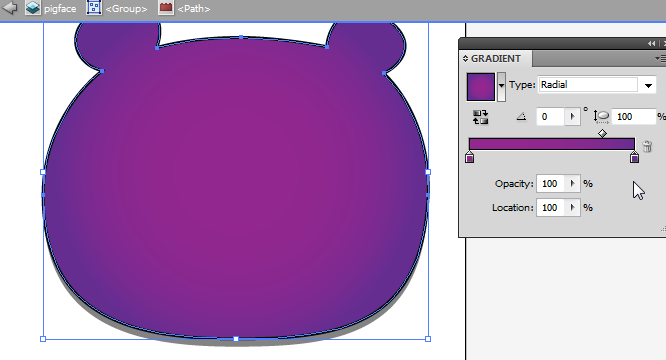 pigface <Group> <Path>
GRADIENT
Type: Radial
0 ° 100 %
Opacity: 100 %
Location: 100 %